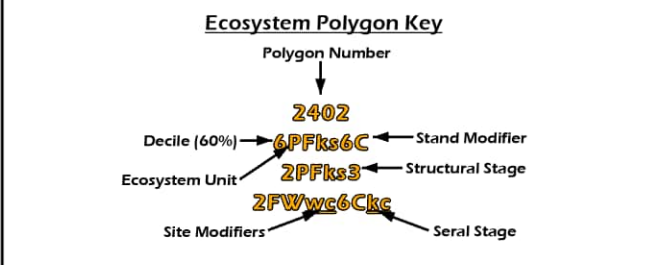 Ecosystem Polygon Key
Polygon Number
2402
Decile (60%) 6PFks6C Stand Modifier
Ecosystem Unit 2PFks3 Structural Stage
2FWwc6Ckc
Site Modifiers Seral Stage